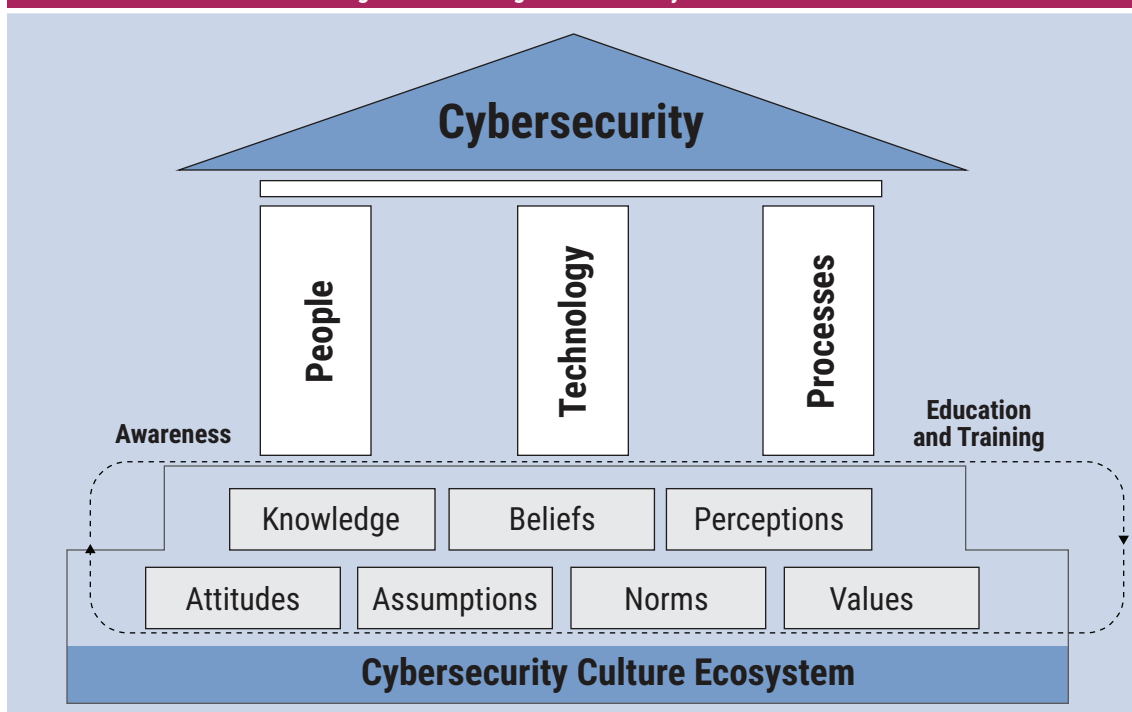 Cybersecurity
People
Technology
Processes
Awareness
Education
and Training
Knowledge
Beliefs
Perceptions
Attitudes
Assumptions
Norms
Values
Cybersecurity Culture Ecosystem